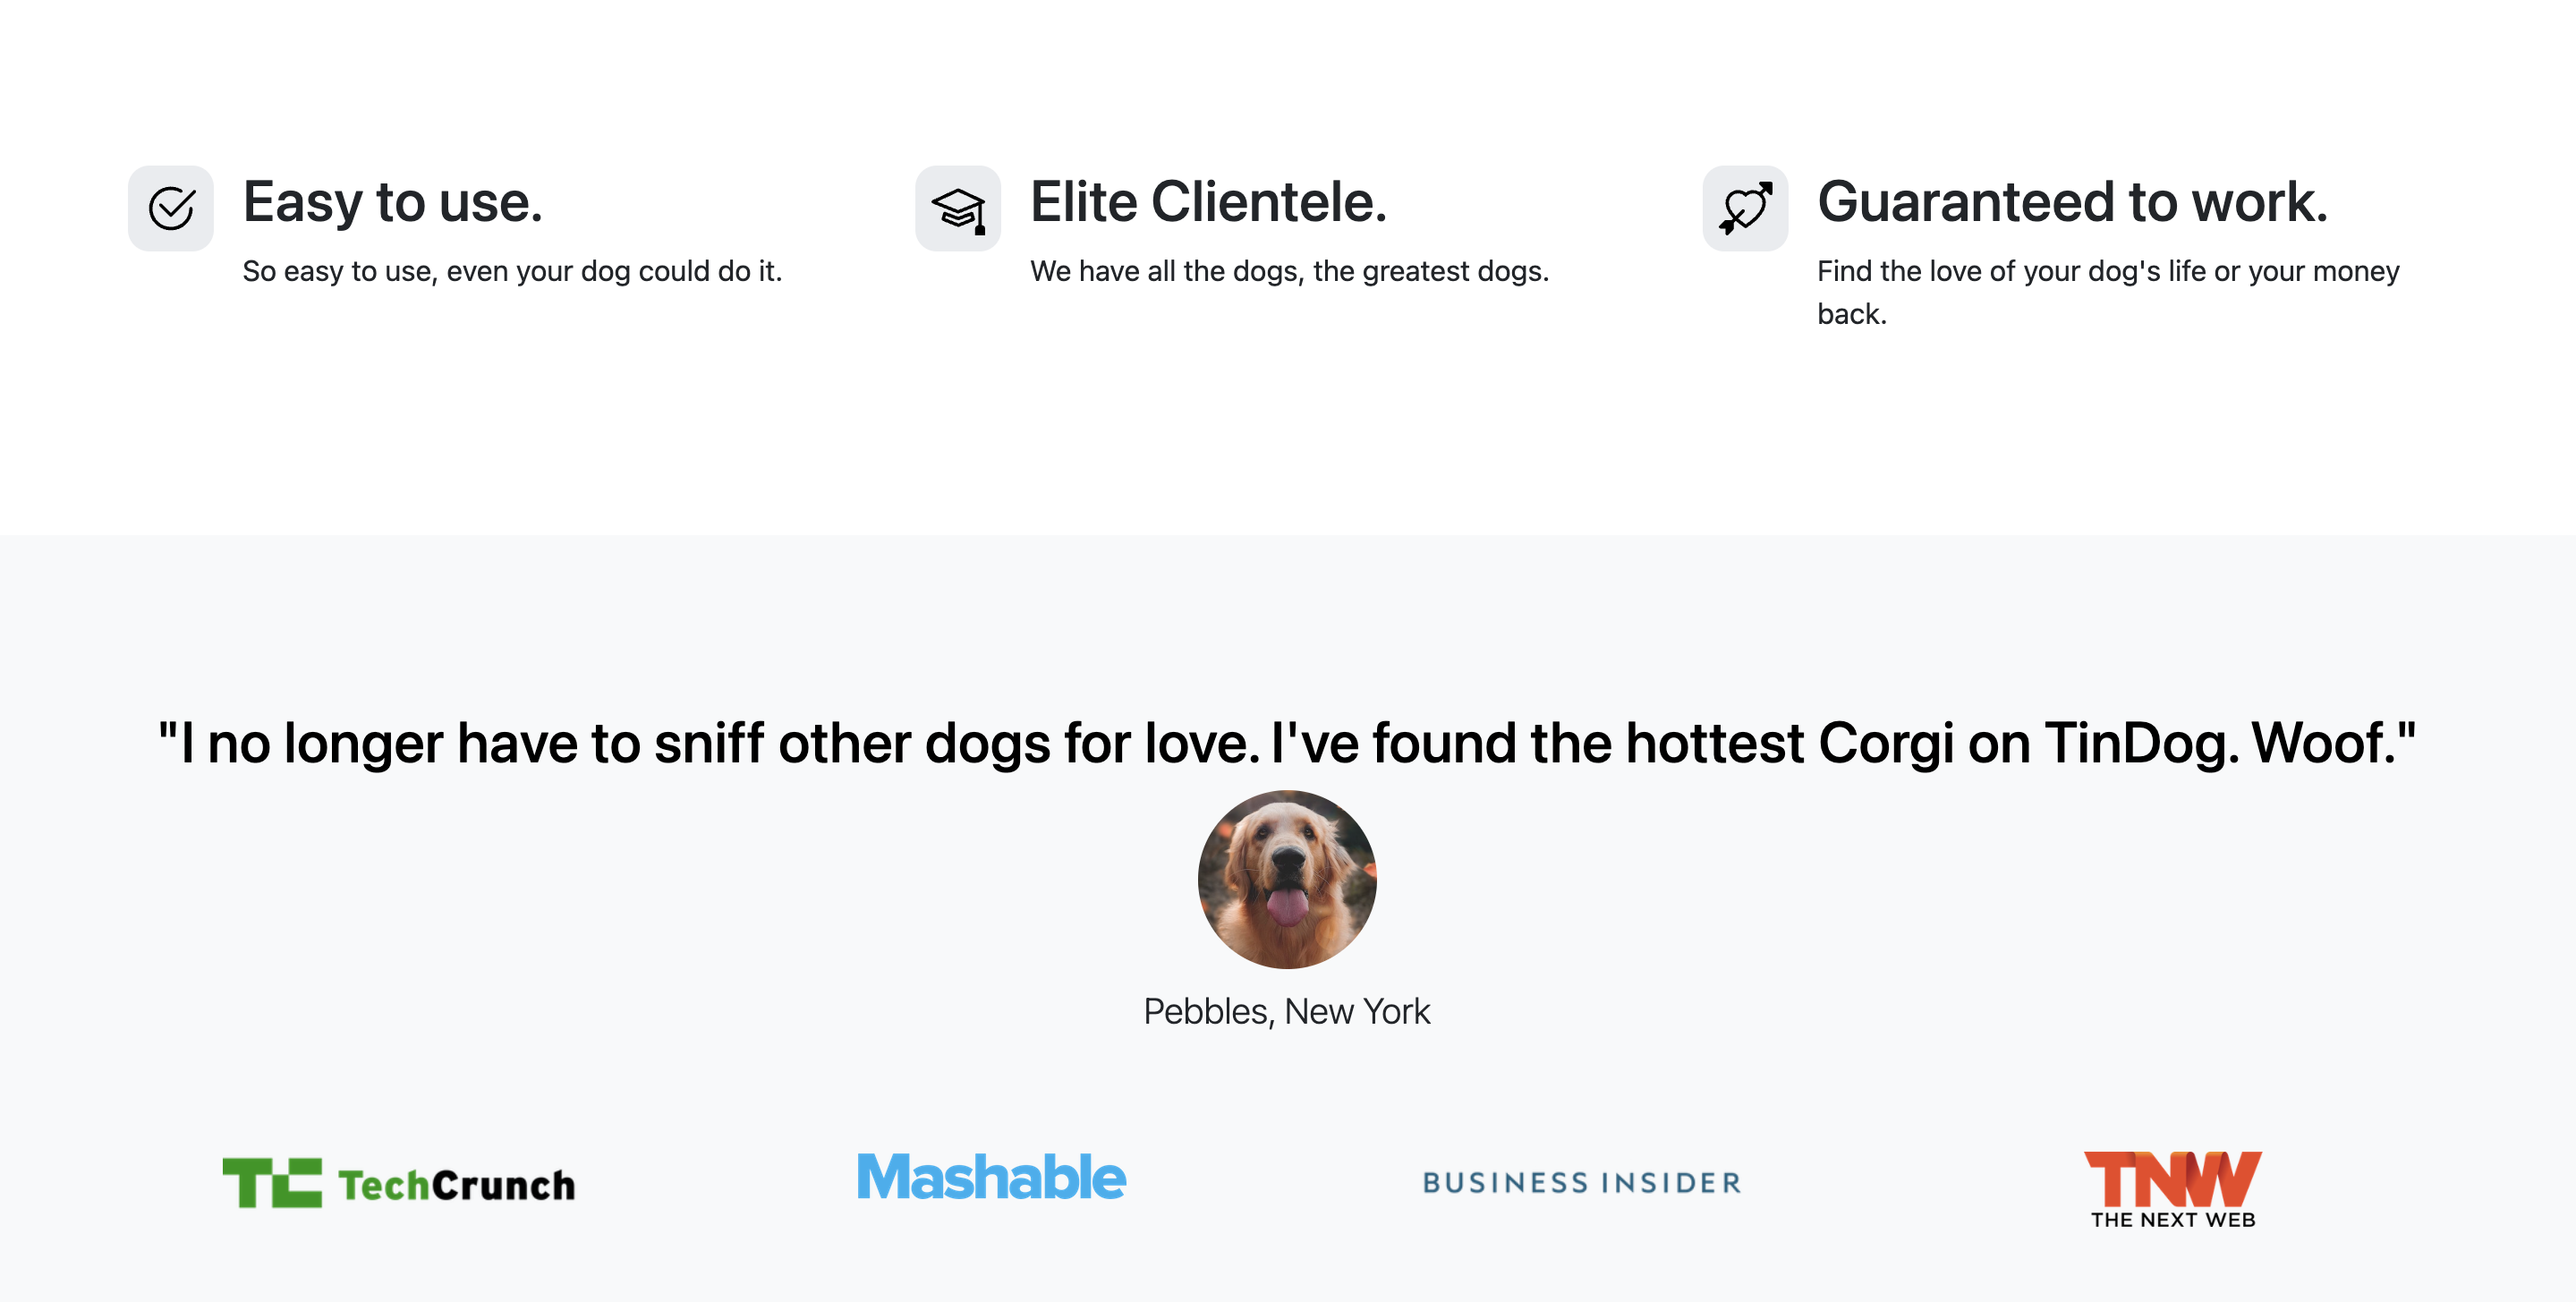 Easy to use.
So easy to use, even your dog could do it.
Elite Clientele.
We have all the dogs, the greatest dogs.
Guaranteed to work.
Find the love of your dog's life or your money
back.
"I no longer have to sniff other dogs for love. I've found the hottest Corgi on TinDog. Woof."
Pebbles, New York
TC TechCrunch
Mashable
BUSINESS INSIDER
TNW
THE NEXT WEB